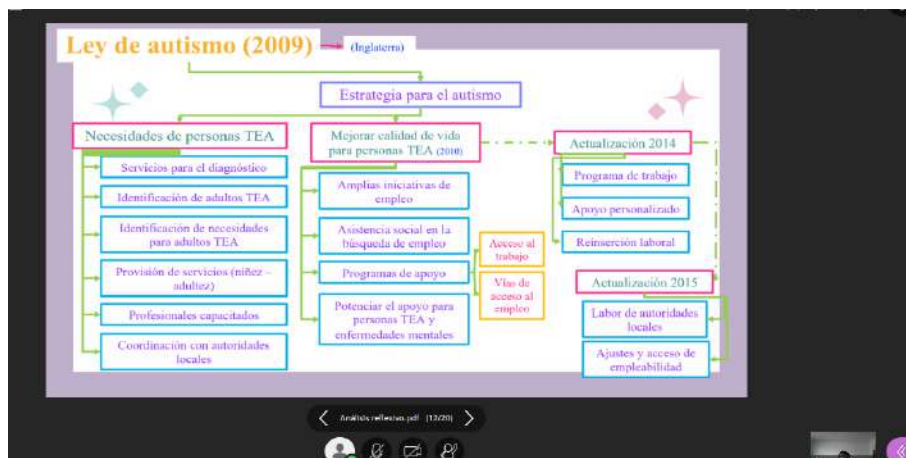 Ley de autismo (2009)
(Inglaterra)
Estrategia para el autismo
Necesidades de personas TEA
Servicios para el diagnóstico
Identificación de adultos TEA
Identificación de necesidades
para adultos TEA
Provisión de servicios (niñez –
adultez)
Profesionales capacitados
Coordinación con autoridades
locales
Mejorar calidad de vida
para personas TEA (2010)
Amplias iniciativas de
empleo
Asistencia social en la
búsqueda de empleo
Programas de apoyo
Acceso al
trabajo
Vías de
acceso al
empleo
Potenciar el apoyo para
personas TEA y
enfermedades mentales
Actualización 2014
Programa de trabajo
Apoyo personalizado
Reinserción laboral
Actualización 2015
Labor de autoridades
locales
Ajustes y acceso de
empleabilidad
Análisis reflexivo.pdf (12/20)